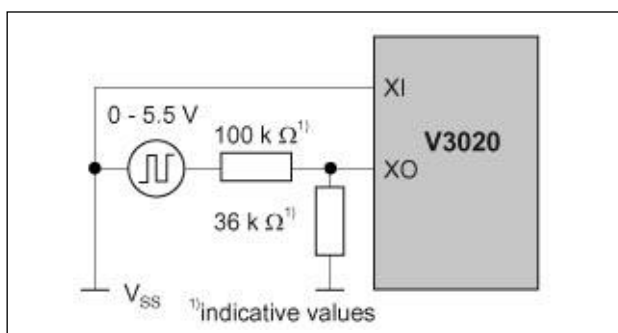 XI
0 - 5.5 V
100 k Ω¹⁾
V3020
XO
36 k Ω¹⁾
V_SS
¹⁾indicative values